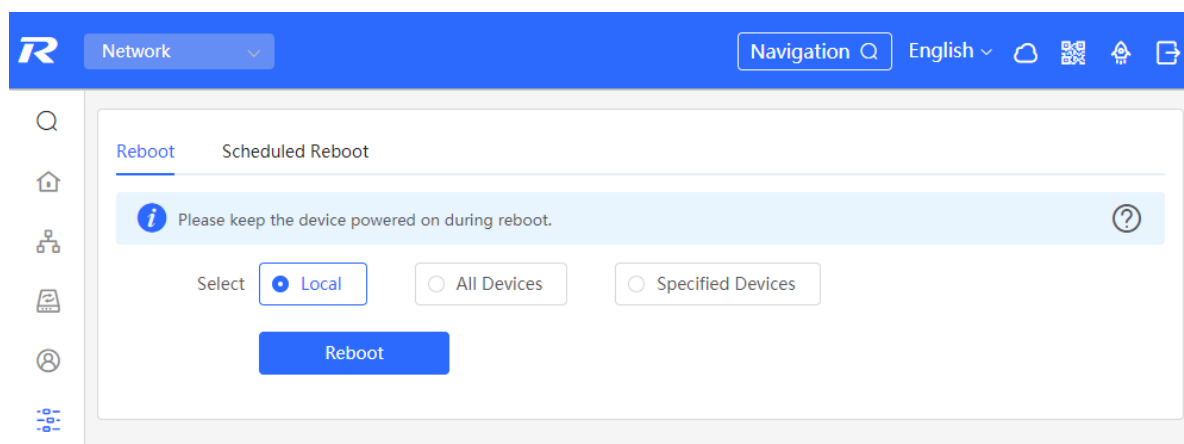 R Network Navigation English
Reboot Scheduled Reboot
i Please keep the device powered on during reboot. ?
Select Local All Devices Specified Devices
Reboot